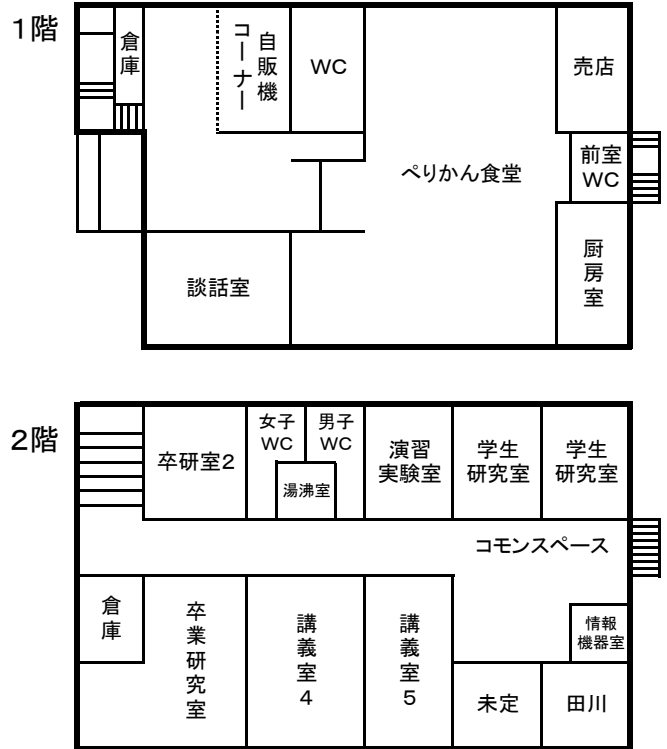 1階
倉庫
自販機
コーナー
WC
売店
ぺりかん食堂
前室
WC
談話室
厨房室
2階
卒研室2
女子
WC
男子
WC
湯沸室
演習
実験室
学生
研究室
学生
研究室
コモンスペース
倉庫
卒業研究室
講義室4
講義室5
情報
機器室
未定
田川